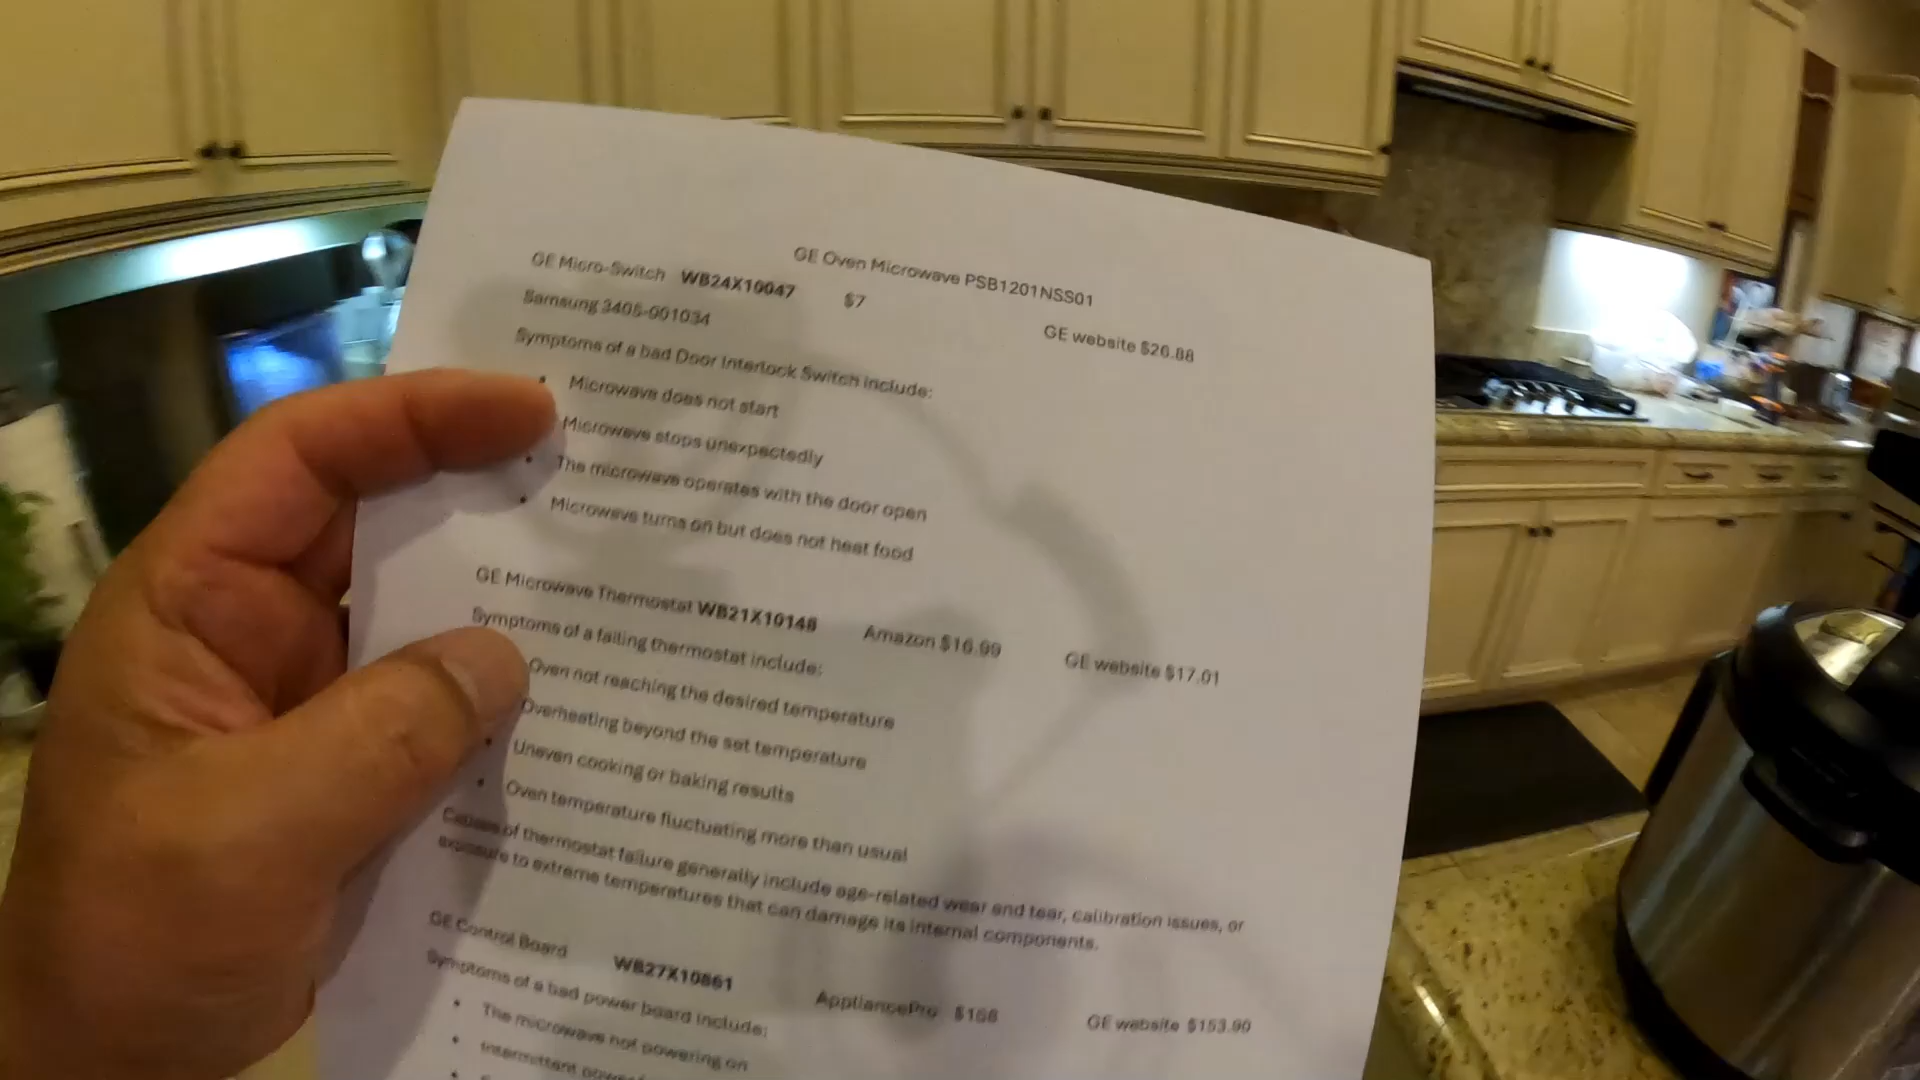 GE Oven Microwave PSB1201NSS01
GE Micro-Switch WB24X10047 $7 GE website $26.88
Samsung 3405-001034
Symptoms of a bad Door Interlock Switch include:
• Microwave does not start
Microwave stops unexpectedly
• The microwave operates with the door open
• Microwave turns on but does not heat food
GE Microwave Thermostat WB21X10148 Amazon $16.99 GE website $17.01
Symptoms of a failing thermostat include:
Oven not reaching the desired temperature
Overheating beyond the set temperature
• Uneven cooking or baking results
• Oven temperature fluctuating more than usual
Causes of thermostat failure generally include age-related wear and tear, calibration issues, or
exposure to extreme temperatures that can damage its internal components.
GE Control Board WB27X10861 AppliancePro $158 GE website $153.90
Symptoms of a bad power board include:
• The microwave not powering on
• Intermittent